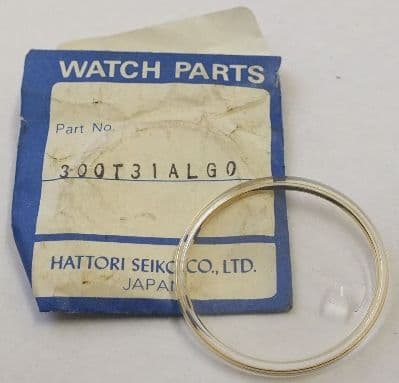 WATCH PARTS
Part No.
300T31ALG0
HATTORI SEIKO CO., LTD.
JAPAN